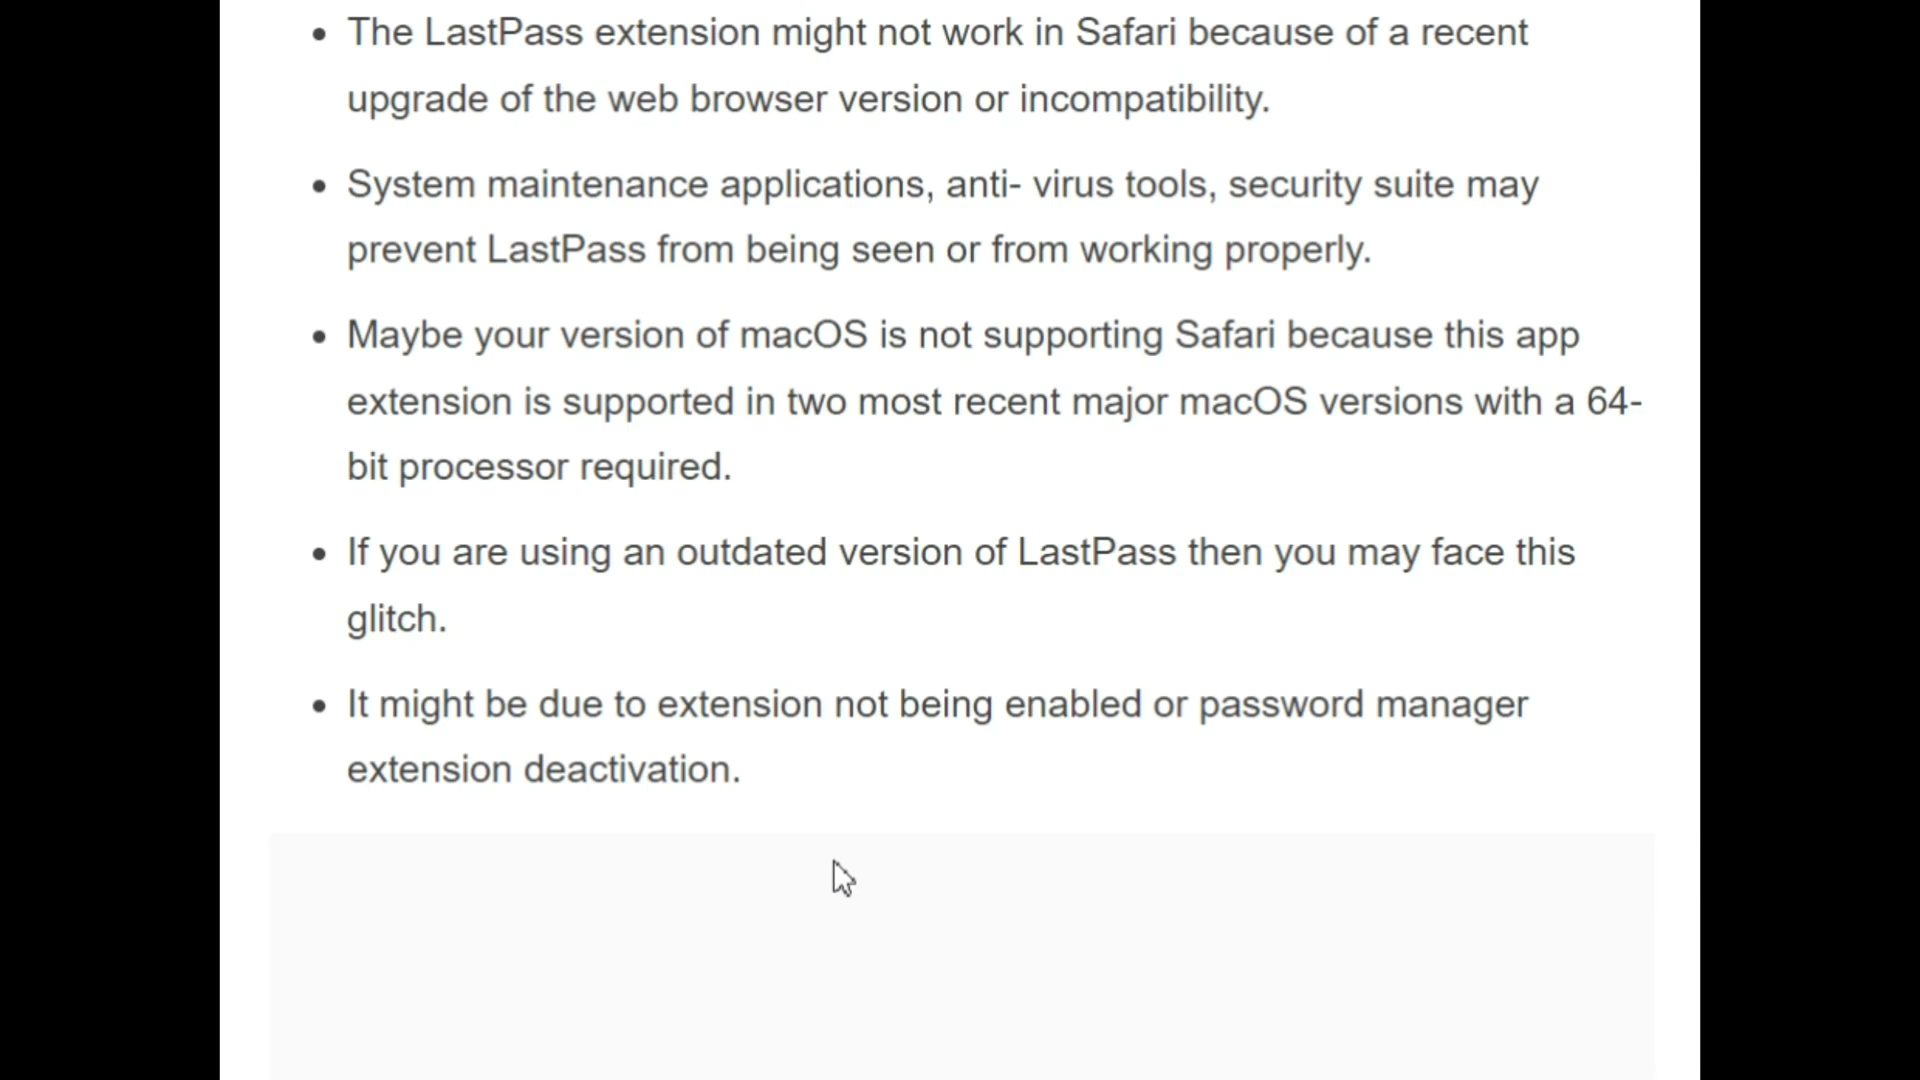 • The LastPass extension might not work in Safari because of a recent
upgrade of the web browser version or incompatibility.
• System maintenance applications, anti- virus tools, security suite may
prevent LastPass from being seen or from working properly.
• Maybe your version of macOS is not supporting Safari because this app
extension is supported in two most recent major macOS versions with a 64-
bit processor required.
• If you are using an outdated version of LastPass then you may face this
glitch.
• It might be due to extension not being enabled or password manager
extension deactivation.